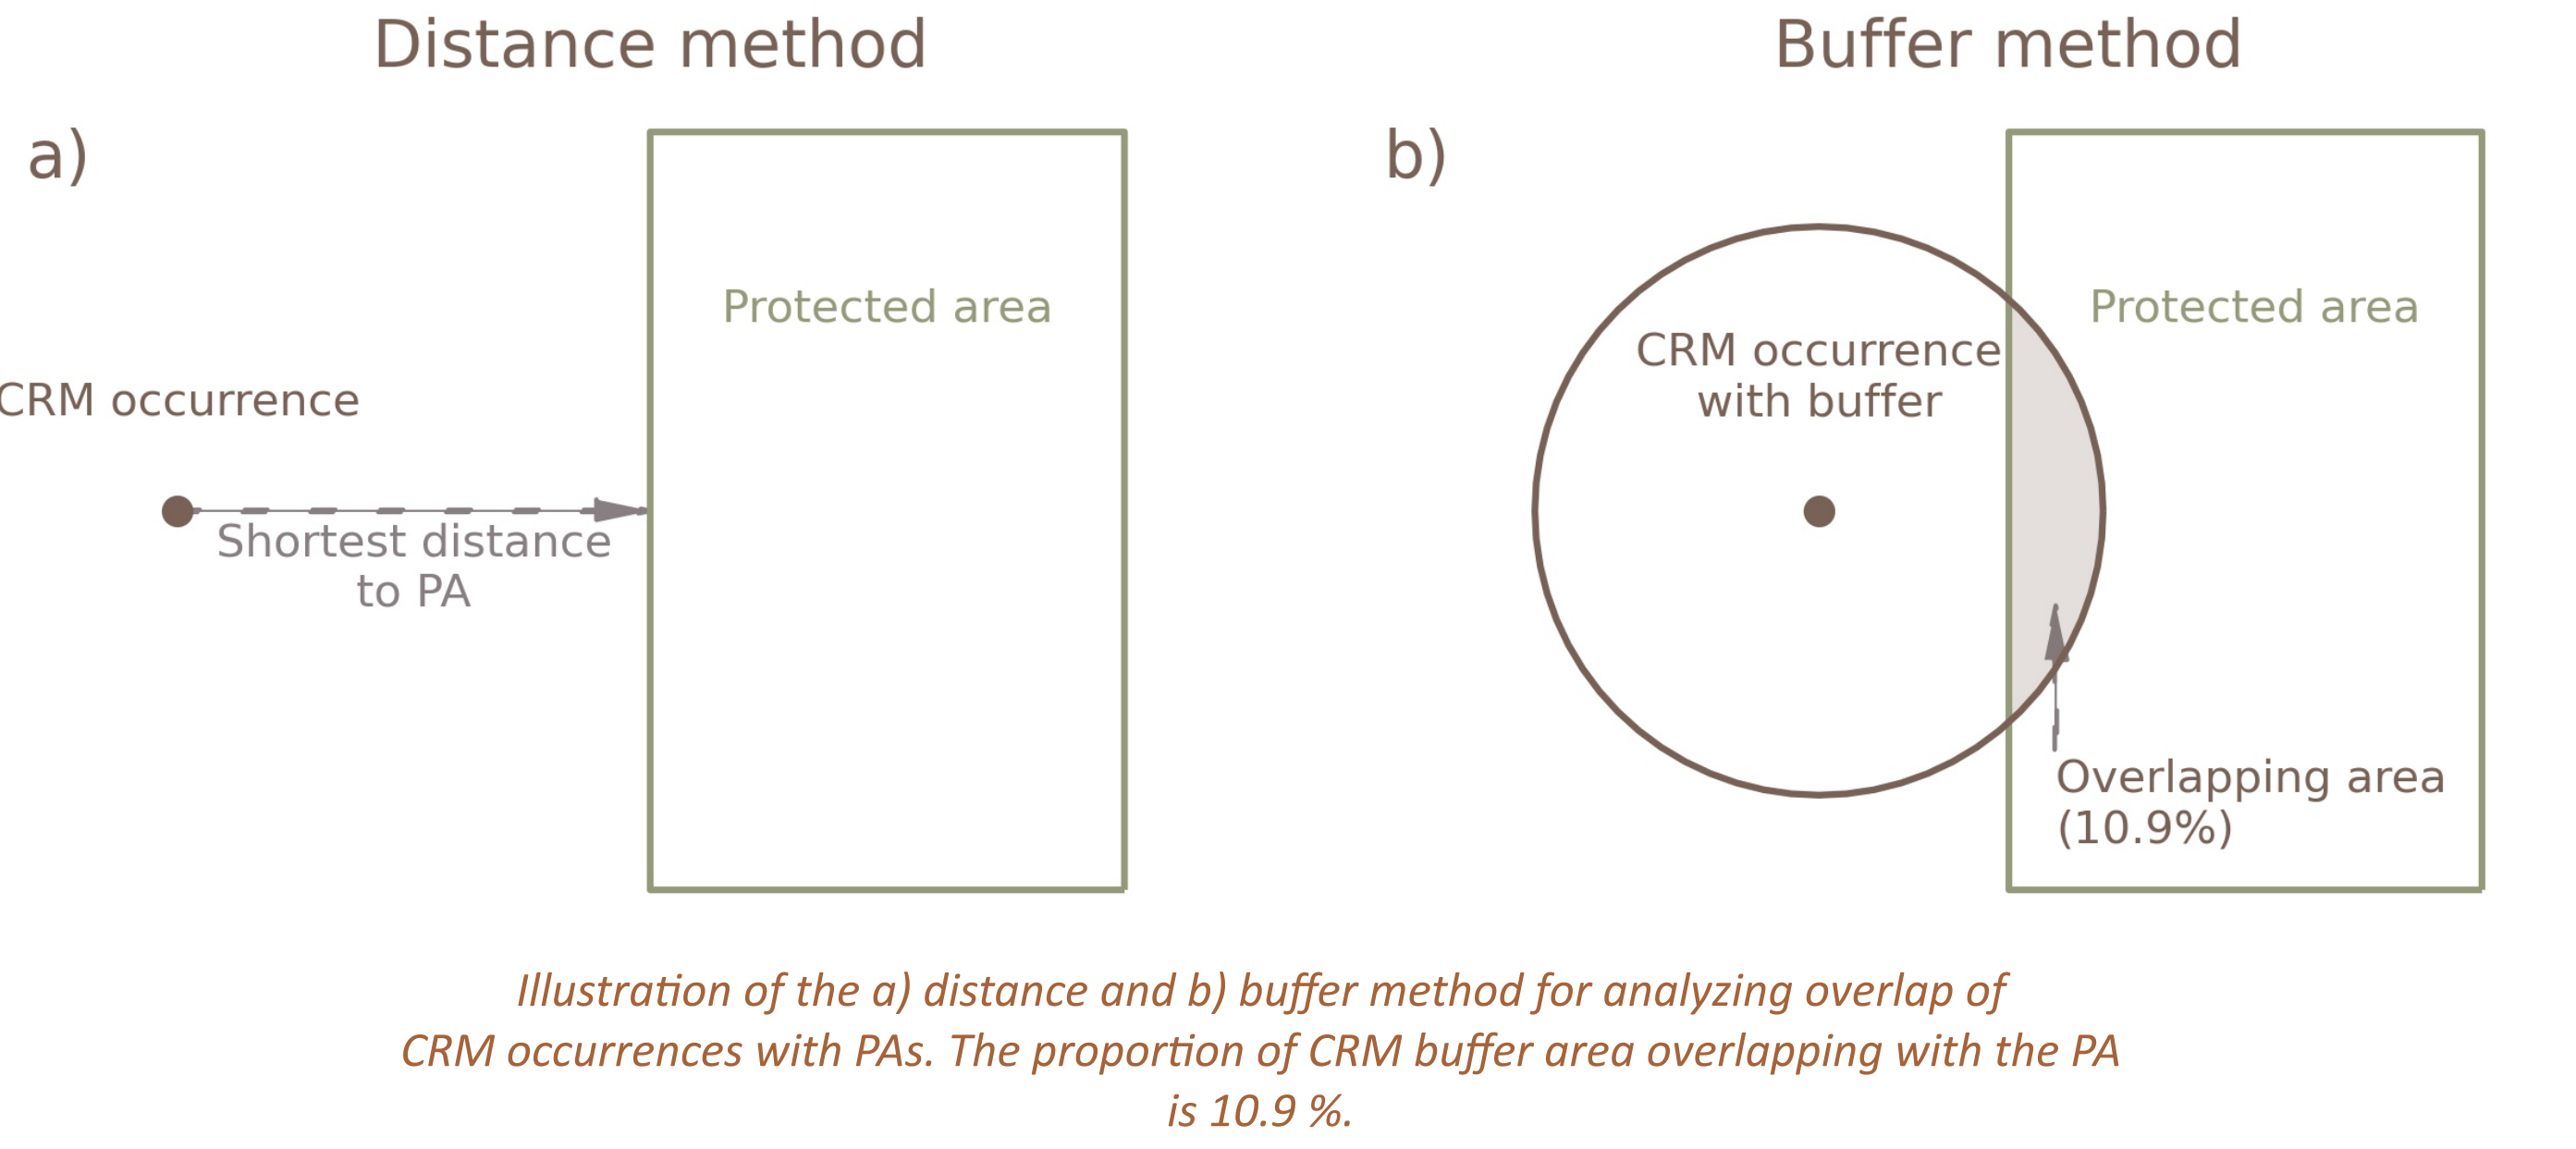 Distance method
Buffer method
a)
Protected area
CRM occurrence
Shortest distance
to PA
b)
Protected area
CRM occurrence
with buffer
Overlapping area
(10.9%)
Illustration of the a) distance and b) buffer method for analyzing overlap of
CRM occurrences with PAs. The proportion of CRM buffer area overlapping with the PA
is 10.9 %.